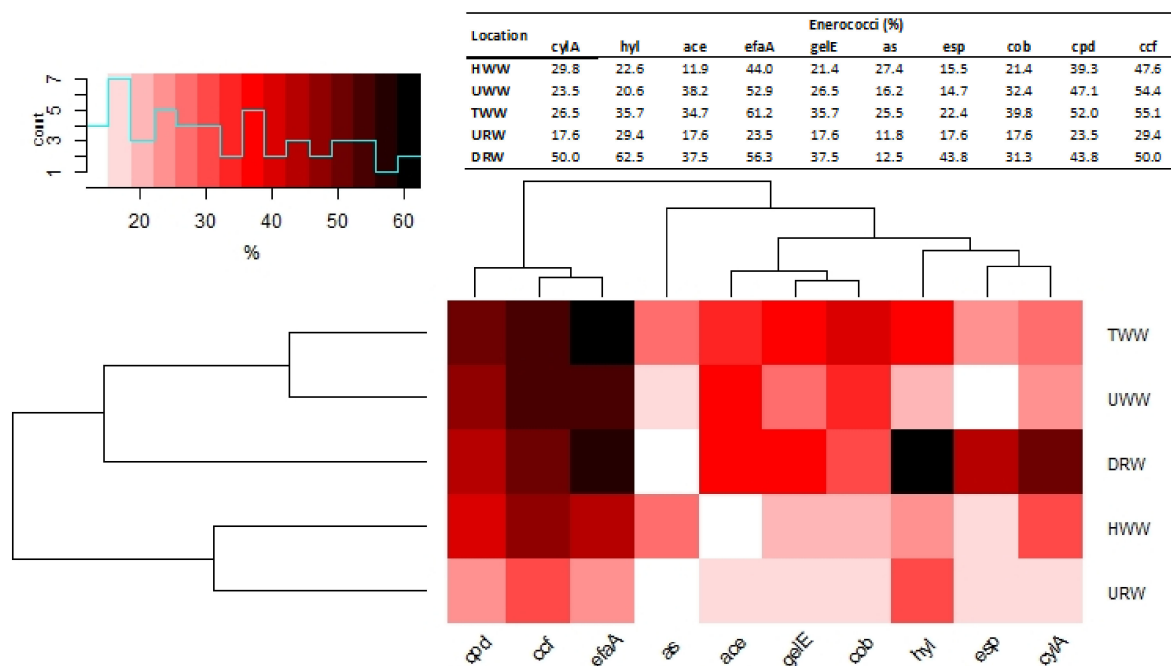 Enerococci (%)
Location cylA hyl ace efaA gelE as esp cob cpd ccf
HWW 29.8 22.6 11.9 44.0 21.4 27.4 15.5 21.4 39.3 47.6
UWW 23.5 20.6 38.2 52.9 26.5 16.2 14.7 32.4 47.1 54.4
TWW 26.5 35.7 34.7 61.2 35.7 25.5 22.4 39.8 52.0 55.1
URW 17.6 29.4 17.6 23.5 17.6 11.8 17.6 17.6 23.5 29.4
DRW 50.0 62.5 37.5 56.3 37.5 12.5 43.8 31.3 43.8 50.0
Count
7
5
3
1
20 30 40 50 60
%
TWW
UWW
DRW
HWW
URW
cpd ccf efaA as ace gelE cob hyl esp cylA